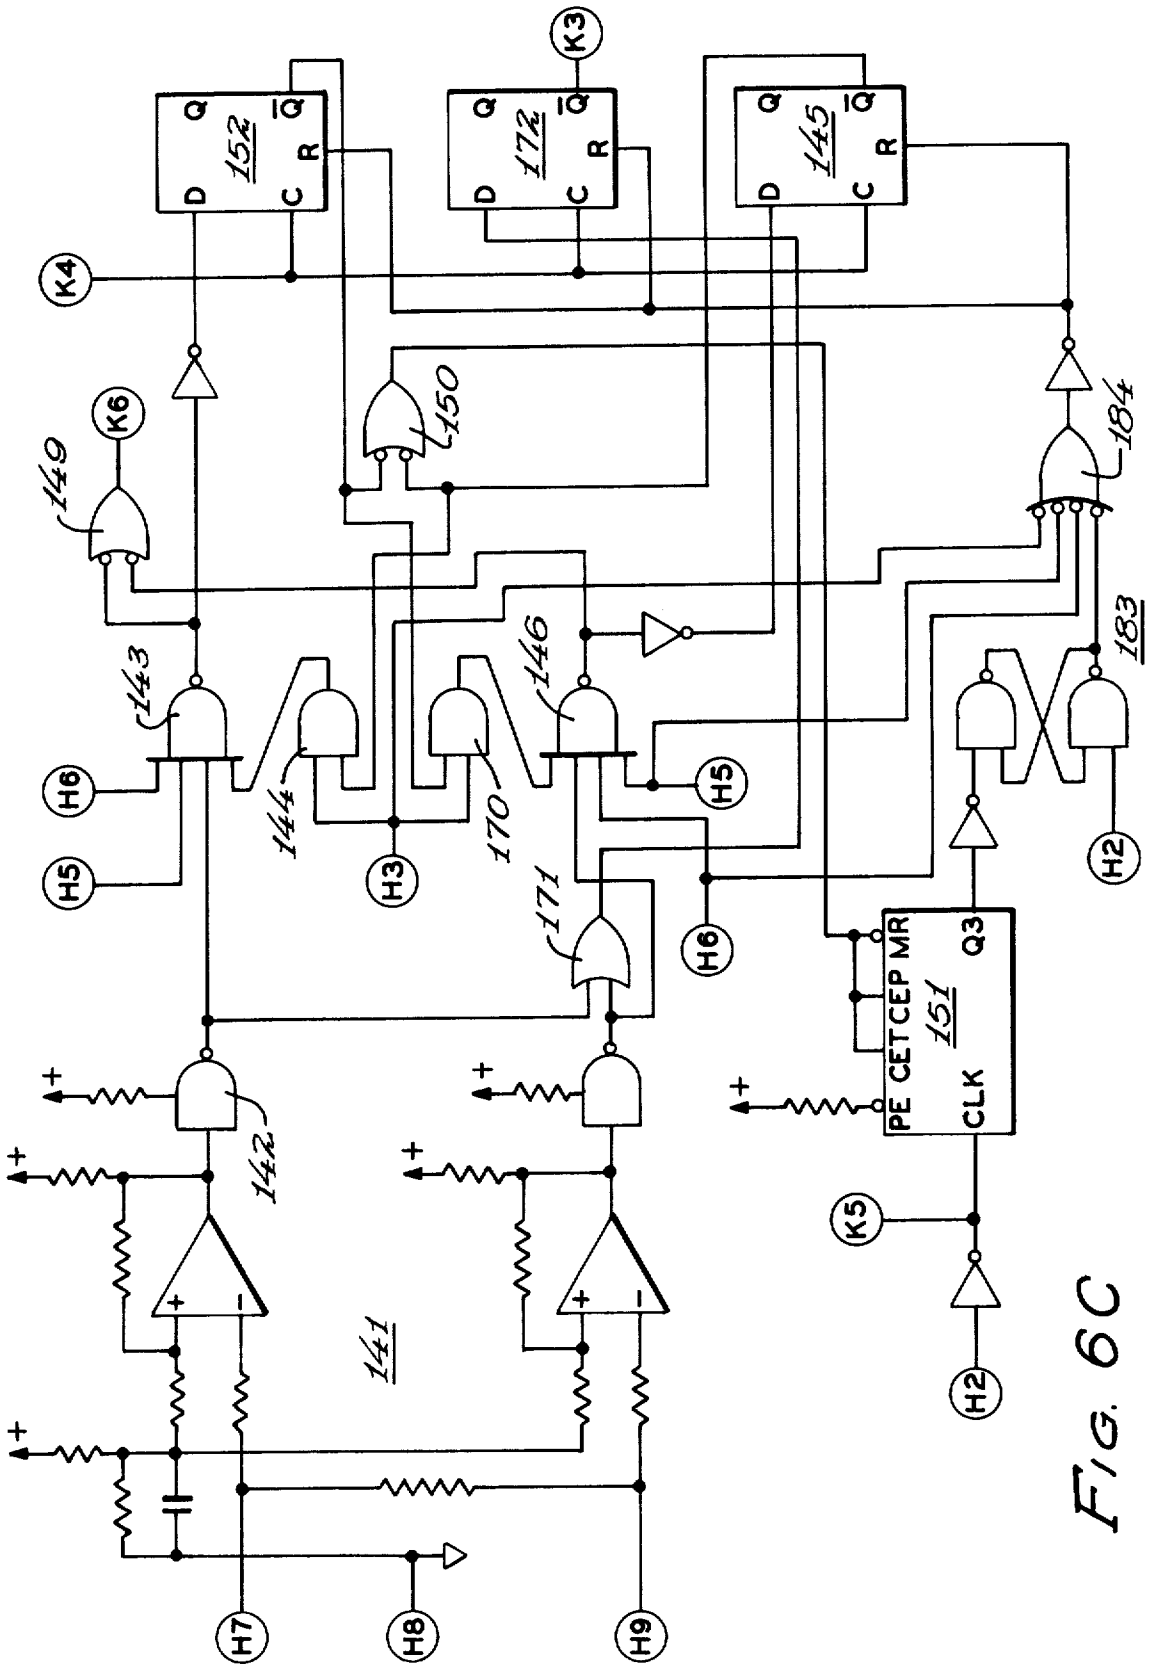 K3
K4
Q
Q̅
152
R
D
C
Q
Q̅
172
R
D
C
Q
Q̅
145
R
D
C
K6
149
150
184
143
H6
H5
144
H3
170
146
H5
183
H2
171
H6
MR
CEP
CET
PE
Q3
151
CLK
+
+
+
142
+
+
K5
+
-
+
-
141
+
H2
H7
H8
H9
FIG. 6C